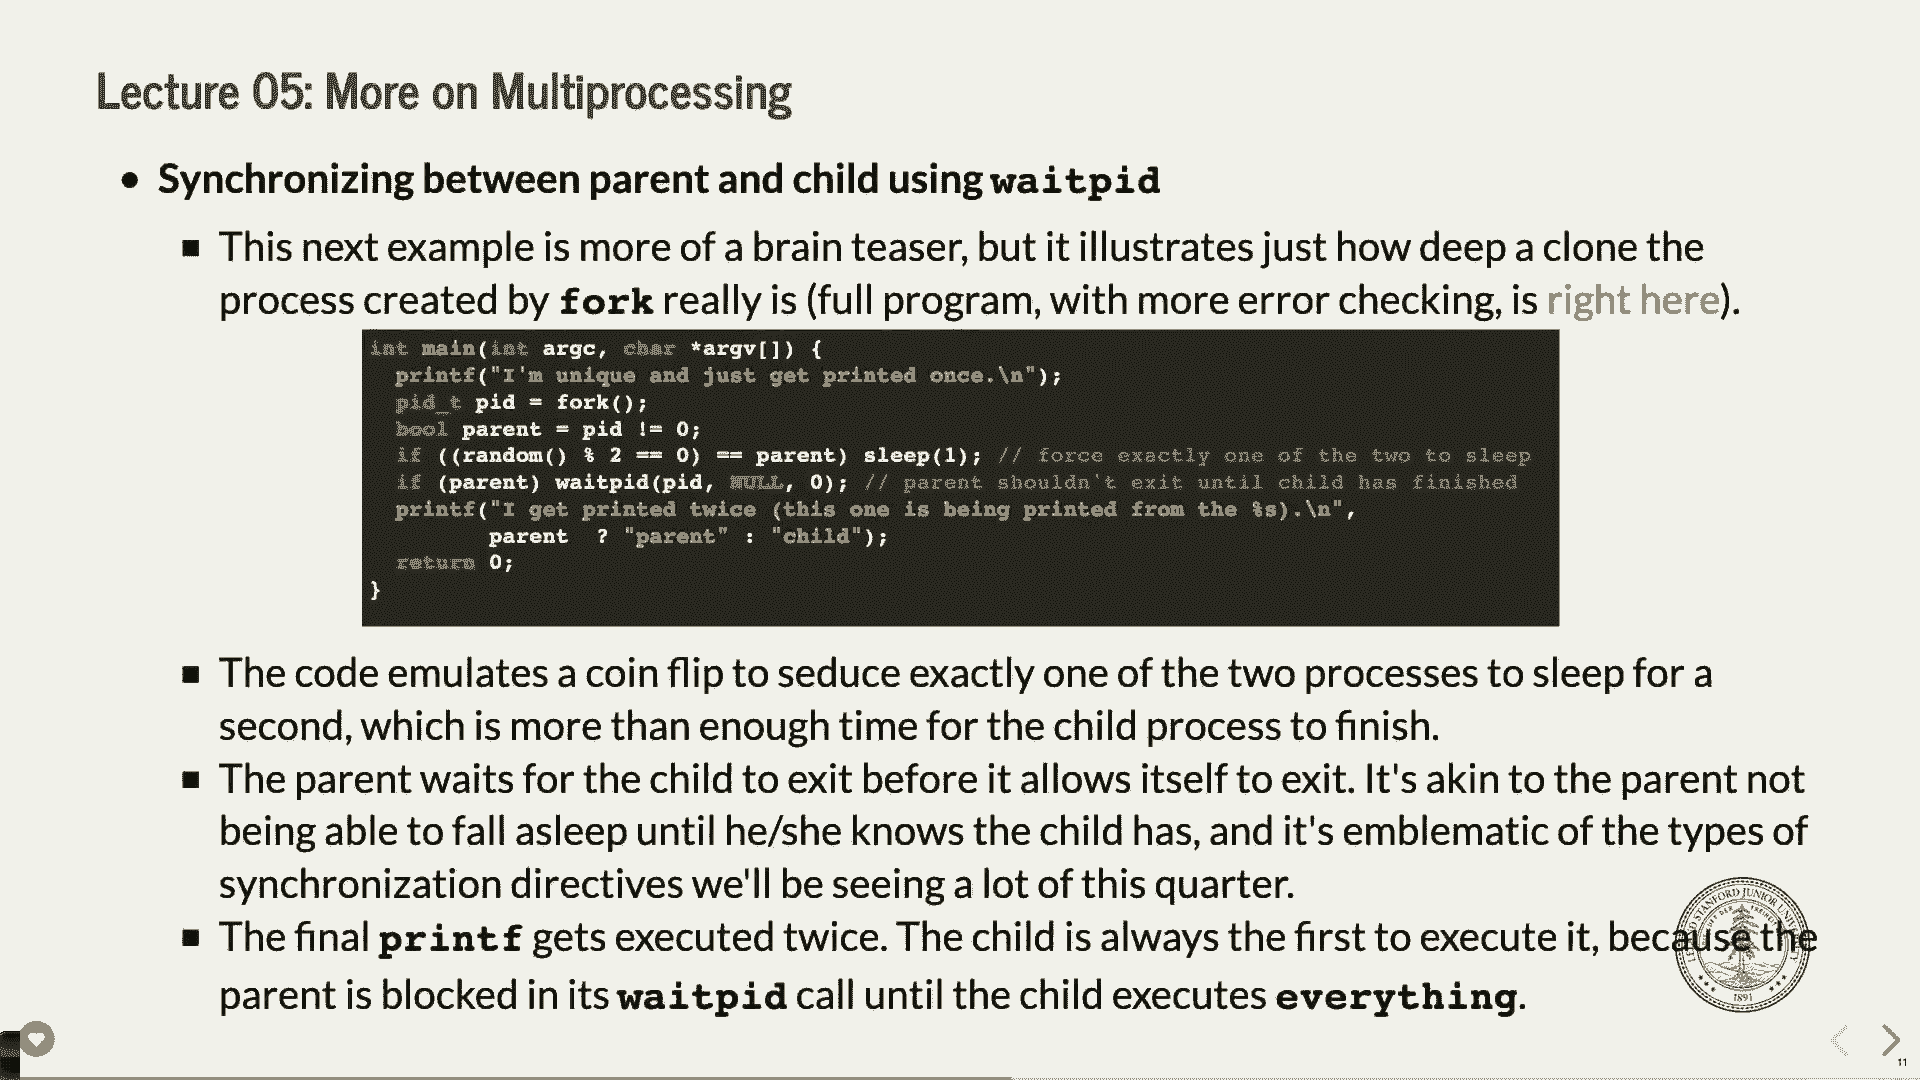 Lecture 05: More on Multiprocessing
• Synchronizing between parent and child using waitpid
▪ This next example is more of a brain teaser, but it illustrates just how deep a clone the
process created by fork really is (full program, with more error checking, is right here).
int main(int argc, char *argv[]) {
  printf("I'm unique and just get printed once.\n");
  pid_t pid = fork();
  bool parent = pid != 0;
  if ((random() % 2 == 0) == parent) sleep(1); // force exactly one of the two to sleep
  if (parent) waitpid(pid, NULL, 0); // parent shouldn't exit until child has finished
  printf("I get printed twice (this one is being printed from the %s).\n",
         parent  ? "parent" : "child");
  return 0;
}
▪ The code emulates a coin flip to seduce exactly one of the two processes to sleep for a
second, which is more than enough time for the child process to finish.
▪ The parent waits for the child to exit before it allows itself to exit. It's akin to the parent not
being able to fall asleep until he/she knows the child has, and it's emblematic of the types of
synchronization directives we'll be seeing a lot of this quarter.
▪ The final printf gets executed twice. The child is always the first to execute it, because the
parent is blocked in its waitpid call until the child executes everything.
STANFORD JUNIOR
1891
11